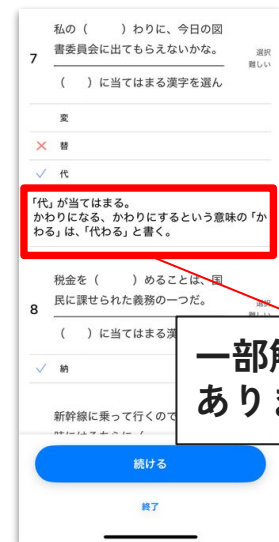 私の（　　）わりに、今日の図
7
書委員会に出てもらえないかな。
選択
難しい
（　　）に当てはまる漢字を選ん
変
替
代
「代」が当てはまる。
かわりになる、かわりにするという意味の「か
わる」は、「代わる」と書く。
税金を（　　）めることは、国
8
民に課せられた義務の一つだ。
（　　）に当てはまる漢
納
一部
あり
新幹線に乗って行くので
続ける
終了